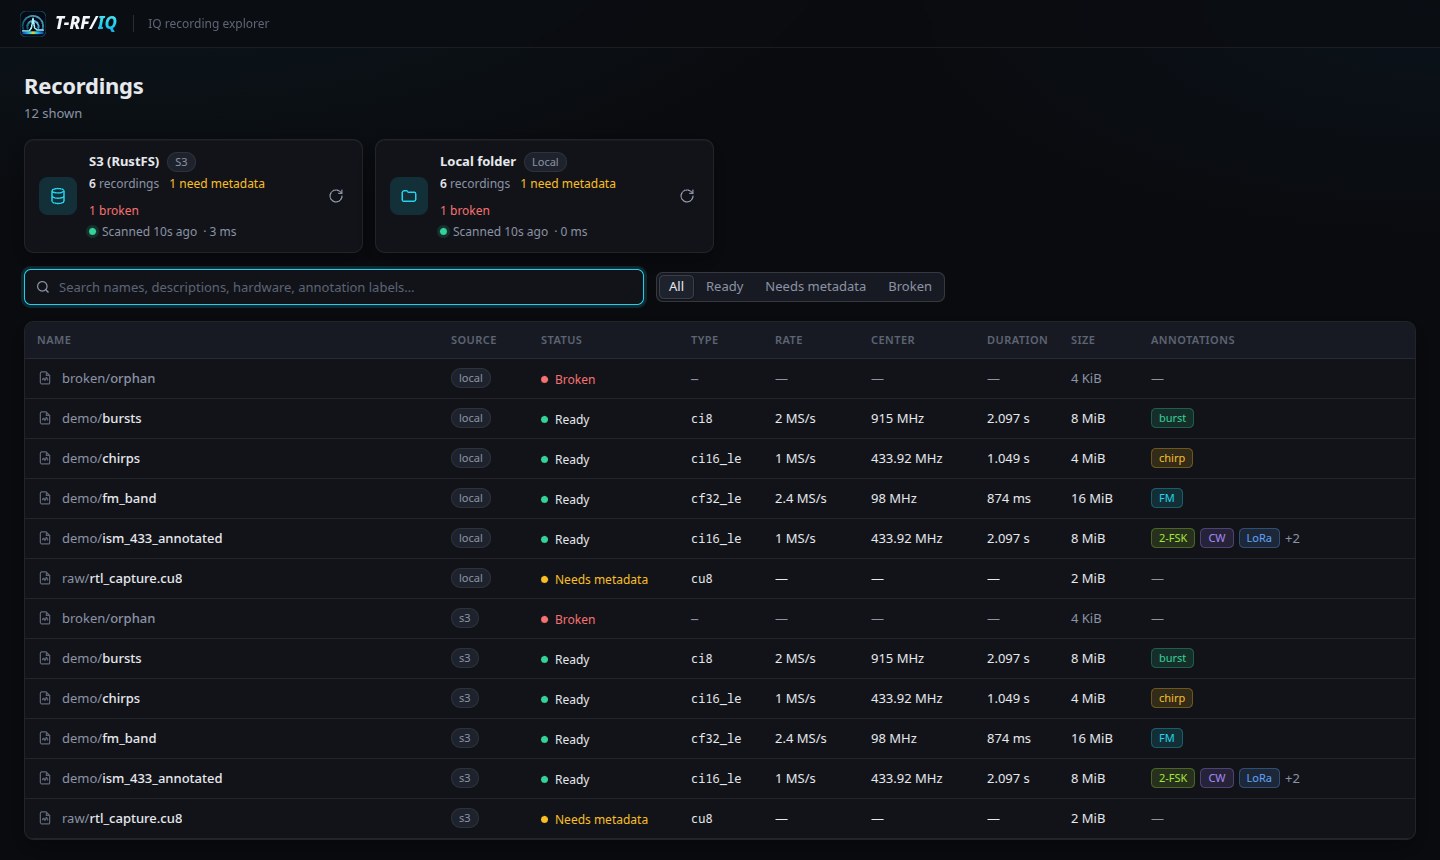 T-RF/IQ IQ recording explorer
Recordings
12 shown
S3 (RustFS) S3
6 recordings 1 need metadata
1 broken
Scanned 10s ago · 3 ms
Local folder Local
6 recordings 1 need metadata
1 broken
Scanned 10s ago · 0 ms
Search names, descriptions, hardware, annotation labels... All Ready Needs metadata Broken
NAME SOURCE STATUS TYPE RATE CENTER DURATION SIZE ANNOTATIONS
broken/orphan local Broken – — — — 4 KiB —
demo/bursts local Ready ci8 2 MS/s 915 MHz 2.097 s 8 MiB burst
demo/chirps local Ready ci16_le 1 MS/s 433.92 MHz 1.049 s 4 MiB chirp
demo/fm_band local Ready cf32_le 2.4 MS/s 98 MHz 874 ms 16 MiB FM
demo/ism_433_annotated local Ready ci16_le 1 MS/s 433.92 MHz 2.097 s 8 MiB 2-FSK CW LoRa +2
raw/rtl_capture.cu8 local Needs metadata cu8 — — — 2 MiB —
broken/orphan s3 Broken – — — — 4 KiB —
demo/bursts s3 Ready ci8 2 MS/s 915 MHz 2.097 s 8 MiB burst
demo/chirps s3 Ready ci16_le 1 MS/s 433.92 MHz 1.049 s 4 MiB chirp
demo/fm_band s3 Ready cf32_le 2.4 MS/s 98 MHz 874 ms 16 MiB FM
demo/ism_433_annotated s3 Ready ci16_le 1 MS/s 433.92 MHz 2.097 s 8 MiB 2-FSK CW LoRa +2
raw/rtl_capture.cu8 s3 Needs metadata cu8 — — — 2 MiB —